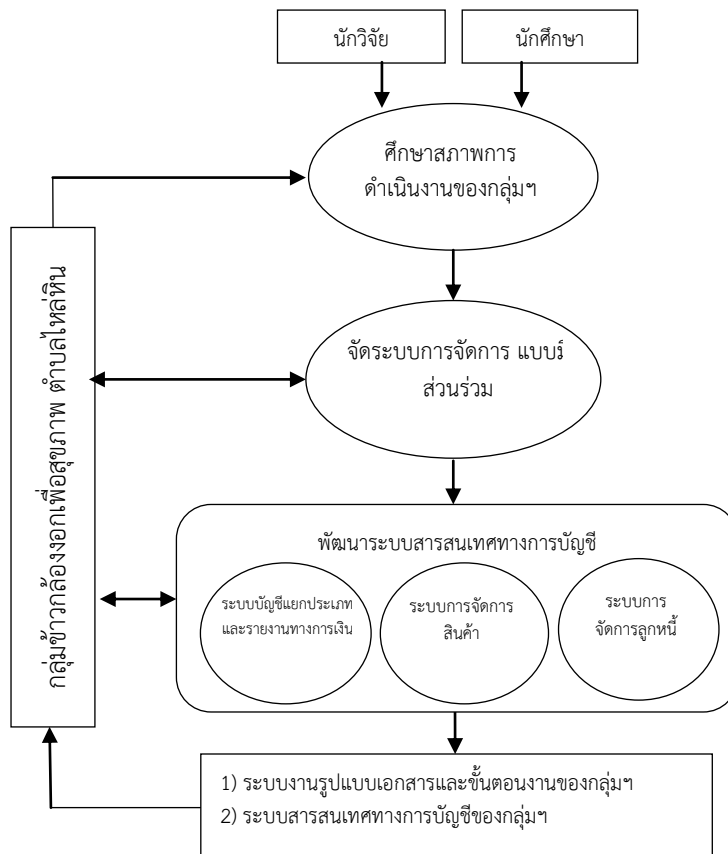 นักวิจัย
นักศึกษา
ศึกษาสภาพการ
ดำเนินงานของกลุ่มฯ
กลุ่มข้าวกล้องงอกเพื่อสุขภาพ ตำบลไหล่หิน
จัดระบบการจัดการ แบบมี
ส่วนร่วม
พัฒนาระบบสารสนเทศทางการบัญชี
ระบบบัญชีแยกประเภท
และรายงานทางการเงิน
ระบบการจัดการ
สินค้า
ระบบการ
จัดการลูกหนี้
1) ระบบงานรูปแบบเอกสารและขั้นตอนงานของกลุ่มฯ
2) ระบบสารสนเทศทางการบัญชีของกลุ่มฯ